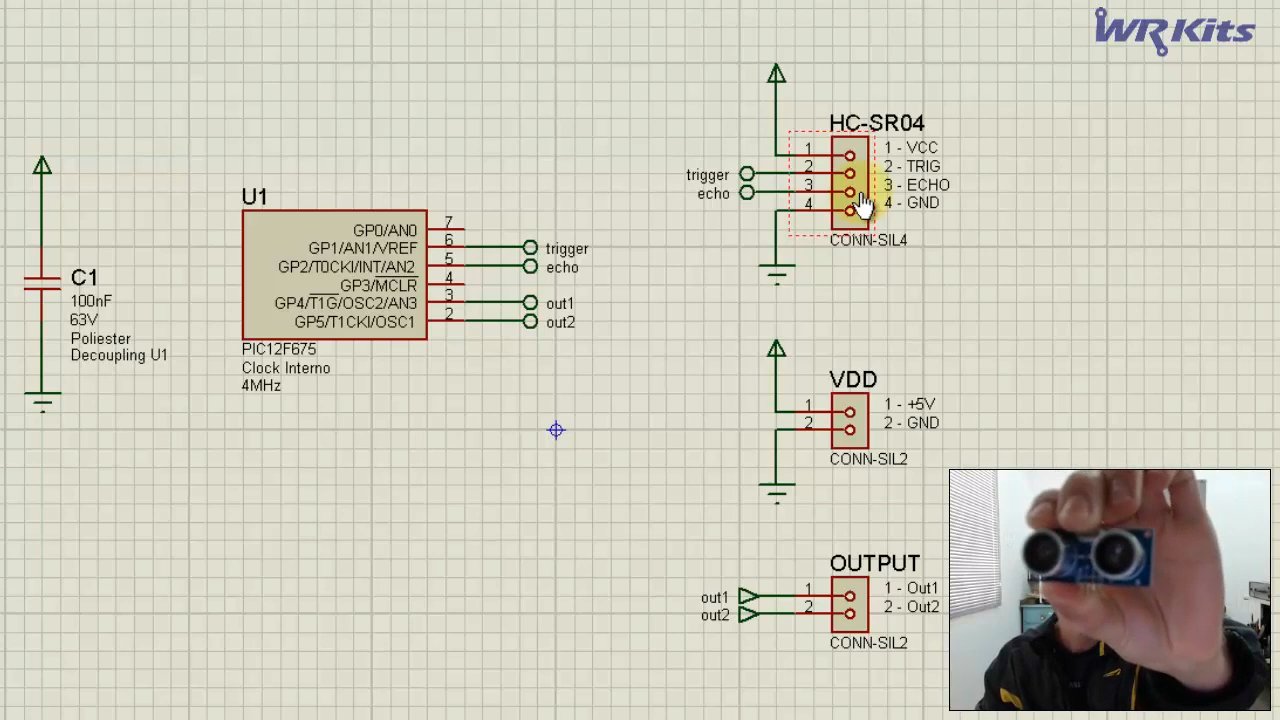 WR Kits
HC-SR04
1
2
3
4
1 - VCC
2 - TRIG
3 - ECHO
4 - GND
trigger
echo
CONN-SIL4
U1
GP0/AN0
GP1/AN1/VREF
GP2/T0CKI/INT/AN2
GP3/MCLR
GP4/T1G/OSC2/AN3
GP5/T1CKI/OSC1
7
6
5
4
3
2
trigger
echo
out1
out2
PIC12F675
Clock Interno
4MHz
C1
100nF
63V
Poliester
Decoupling U1
VDD
1
2
1 - +5V
2 - GND
CONN-SIL2
OUTPUT
out1
out2
1
2
1 - Out1
2 - Out2
CONN-SIL2